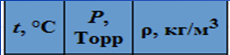 t, °C P, Торр ρ, кг/м³